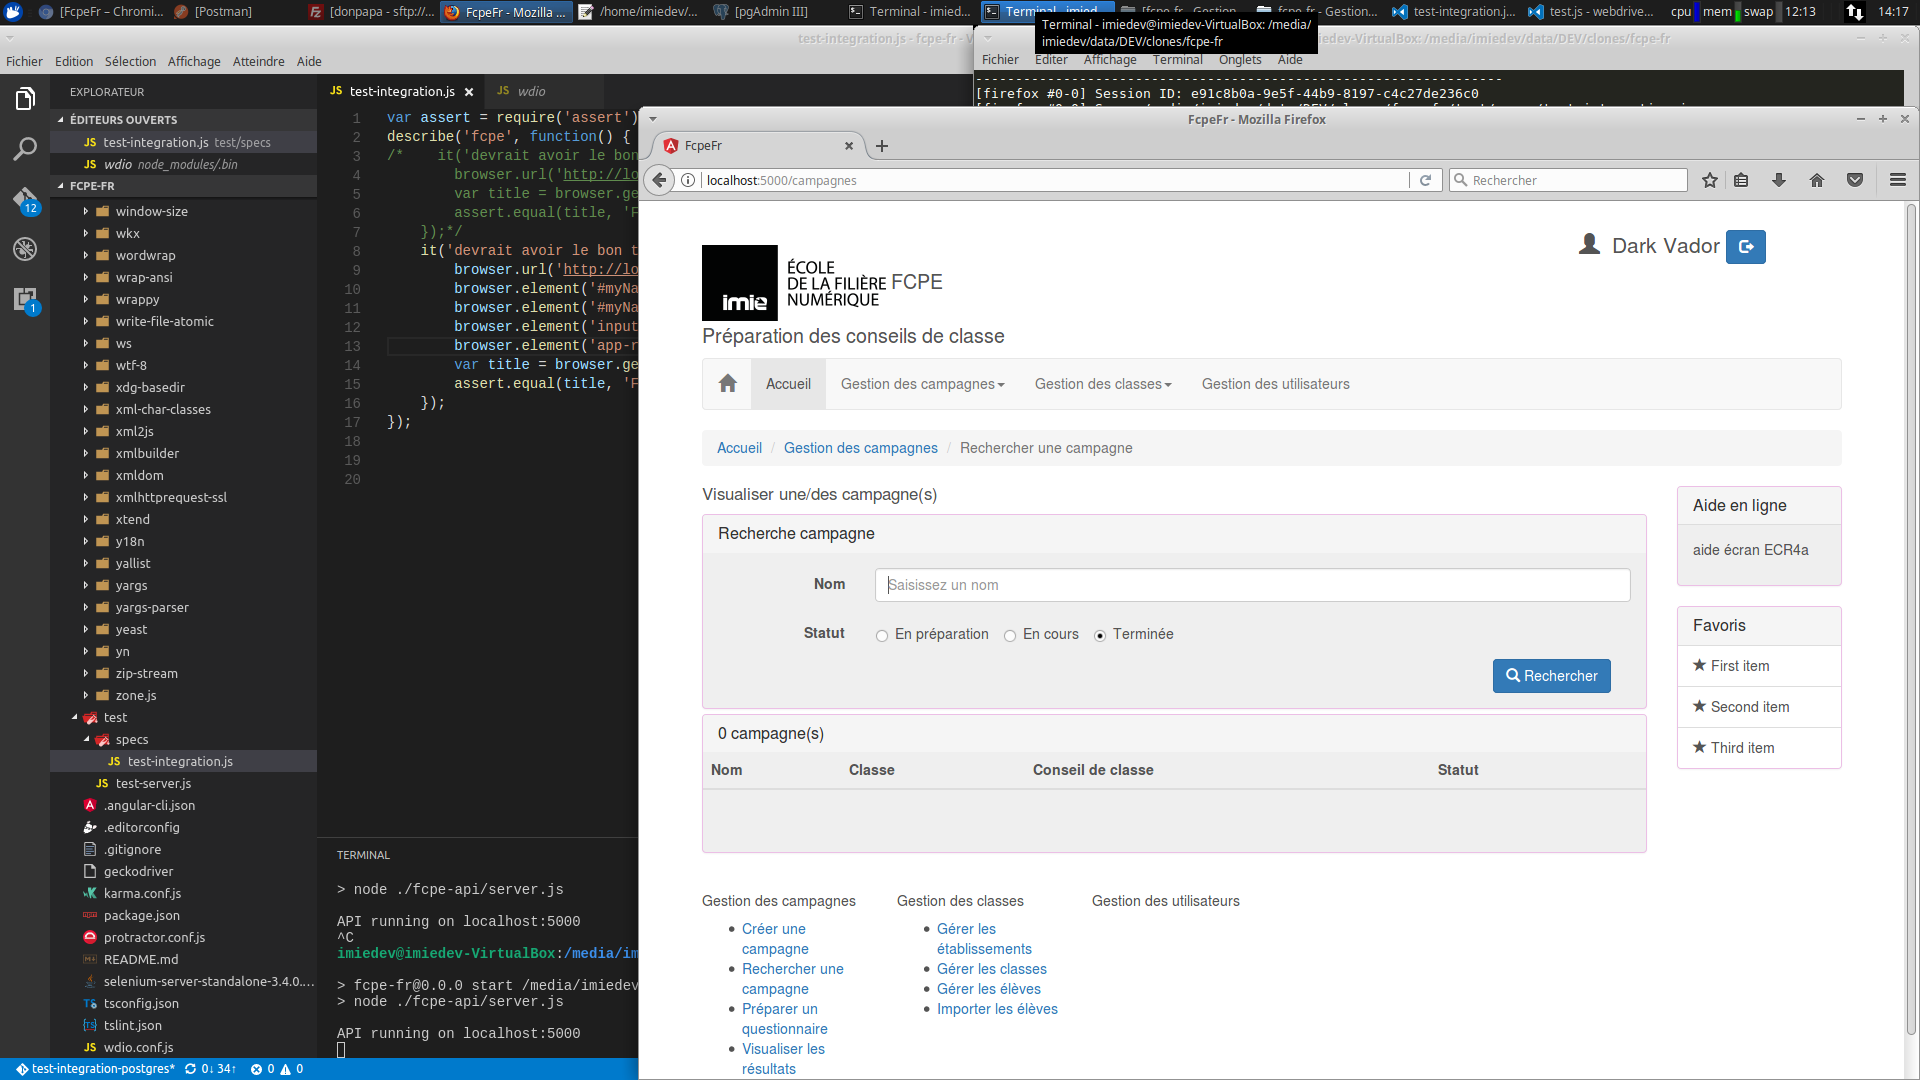 [FcpeFr – Chromi...
[Postman]
[donpapa - sftp://...
FcpeFr - Mozilla ...
/home/imiedev/...
[pgAdmin III]
Terminal - imied...
Terminal - imied...
[fcpe-fr - Gestion...
fcpe-fr - Gestion...
test-integration.j...
test.js - webdrive...
cpu mem swap 12:13 14:17
Terminal - imiedev@imiedev-VirtualBox: /media/
imiedev/data/DEV/clones/fcpe-fr
test-integration.js - fcpe-fr - V
iedev-VirtualBox: /media/imiedev/data/DEV/clones/fcpe-fr
Fichier Edition Sélection Affichage Atteindre Aide
Fichier Éditer Affichage Terminal Onglets Aide
[firefox #0-0] Session ID: e91c8b0a-9e5f-44b9-8197-c4c27de236c0
EXPLORATEUR
ÉDITEURS OUVERTS
JS test-integration.js test/specs
JS wdio node_modules/.bin
FCPE-FR
window-size
wkx
wordwrap
wrap-ansi
wrappy
write-file-atomic
ws
wtf-8
xdg-basedir
xml-char-classes
xml2js
xmlbuilder
xmldom
xmlhttprequest-ssl
xtend
y18n
yallist
yargs
yargs-parser
yeast
yn
zip-stream
zone.js
test
specs
JS test-integration.js
JS test-server.js
.angular-cli.json
.editorconfig
.gitignore
geckodriver
karma.conf.js
package.json
protractor.conf.js
README.md
selenium-server-standalone-3.4.0....
tsconfig.json
tslint.json
JS wdio.conf.js
12
1
JS test-integration.js
JS wdio
1 var assert = require('assert')
2 describe('fcpe', function() {
3 /* it('devrait avoir le bon
4 browser.url('http://lo
5 var title = browser.ge
6 assert.equal(title, 'F
7 });*/
8 it('devrait avoir le bon t
9 browser.url('http://lo
10 browser.element('#myNa
11 browser.element('#myNa
12 browser.element('input
13 browser.element('app-r
14 var title = browser.ge
15 assert.equal(title, 'F
16 });
17 });
18
19
20
TERMINAL
> node ./fcpe-api/server.js
API running on localhost:5000
^C
imiedev@imiedev-VirtualBox:/media/im
> fcpe-fr@0.0.0 start /media/imiedev
> node ./fcpe-api/server.js
API running on localhost:5000
test-integration-postgres* 0↓ 34↑ 0 0
FcpeFr - Mozilla Firefox
FcpeFr
localhost:5000/campagnes
Rechercher
imie
ÉCOLE
DE LA FILIÈRE
NUMÉRIQUE
FCPE
Dark Vador
Préparation des conseils de classe
Accueil Gestion des campagnes Gestion des classes Gestion des utilisateurs
Accueil / Gestion des campagnes / Rechercher une campagne
Visualiser une/des campagne(s)
Recherche campagne
Nom Saisissez un nom
Statut En préparation En cours Terminée
Rechercher
0 campagne(s)
Nom Classe Conseil de classe Statut
Aide en ligne
aide écran ECR4a
Favoris
First item
Second item
Third item
Gestion des campagnes
Créer une
campagne
Rechercher une
campagne
Préparer un
questionnaire
Visualiser les
résultats
Gestion des classes
Gérer les
établissements
Gérer les classes
Gérer les élèves
Importer les élèves
Gestion des utilisateurs